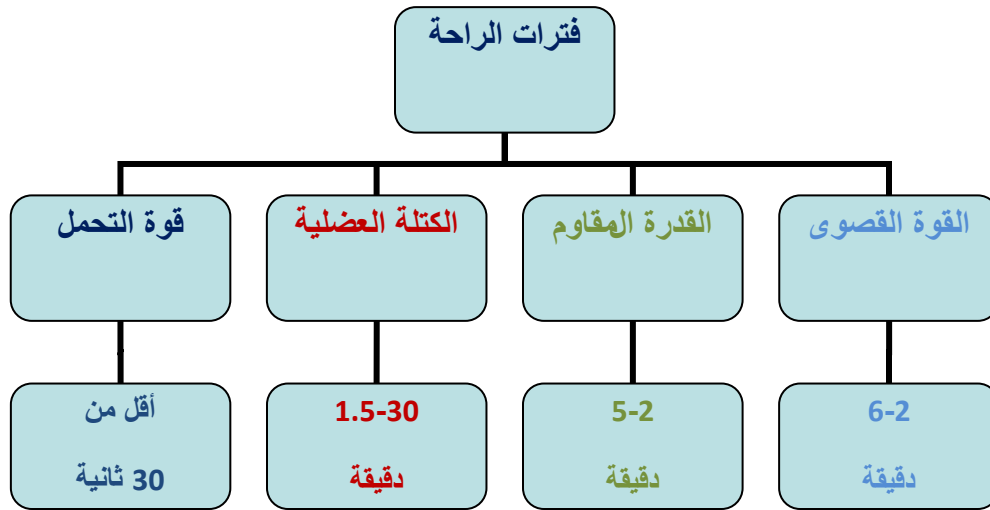 فترات الراحة
القوة القصوى
القدرة المقاوم
الكتلة العضلية
قوة التحمل
6-2
دقيقة
5-2
دقيقة
1.5-30
دقيقة
أقل من
30 ثانية